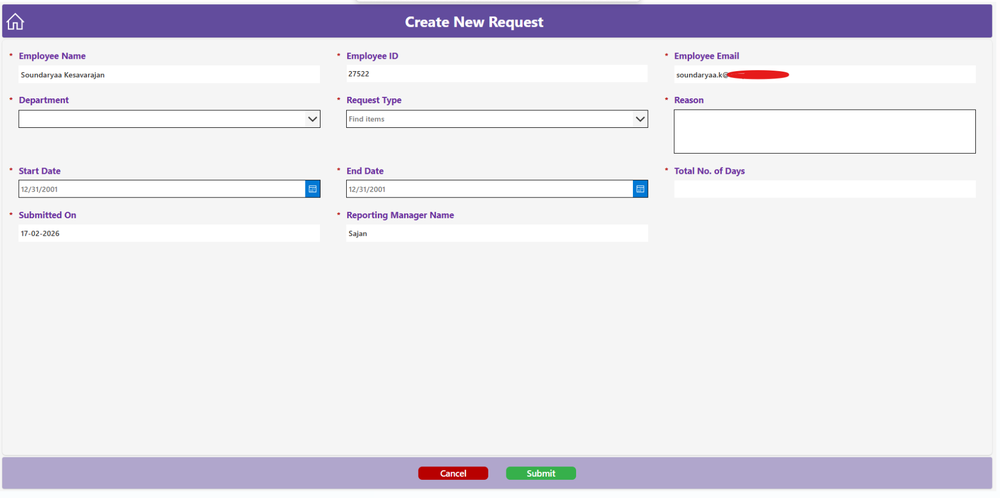 Create New Request
* Employee Name
Soundaryaa Kesavarajan
* Employee ID
27522
* Employee Email
soundaryaa.k@
* Department
* Request Type
Find items
* Reason
* Start Date
12/31/2001
* End Date
12/31/2001
* Total No. of Days
* Submitted On
17-02-2026
* Reporting Manager Name
Sajan
Cancel
Submit